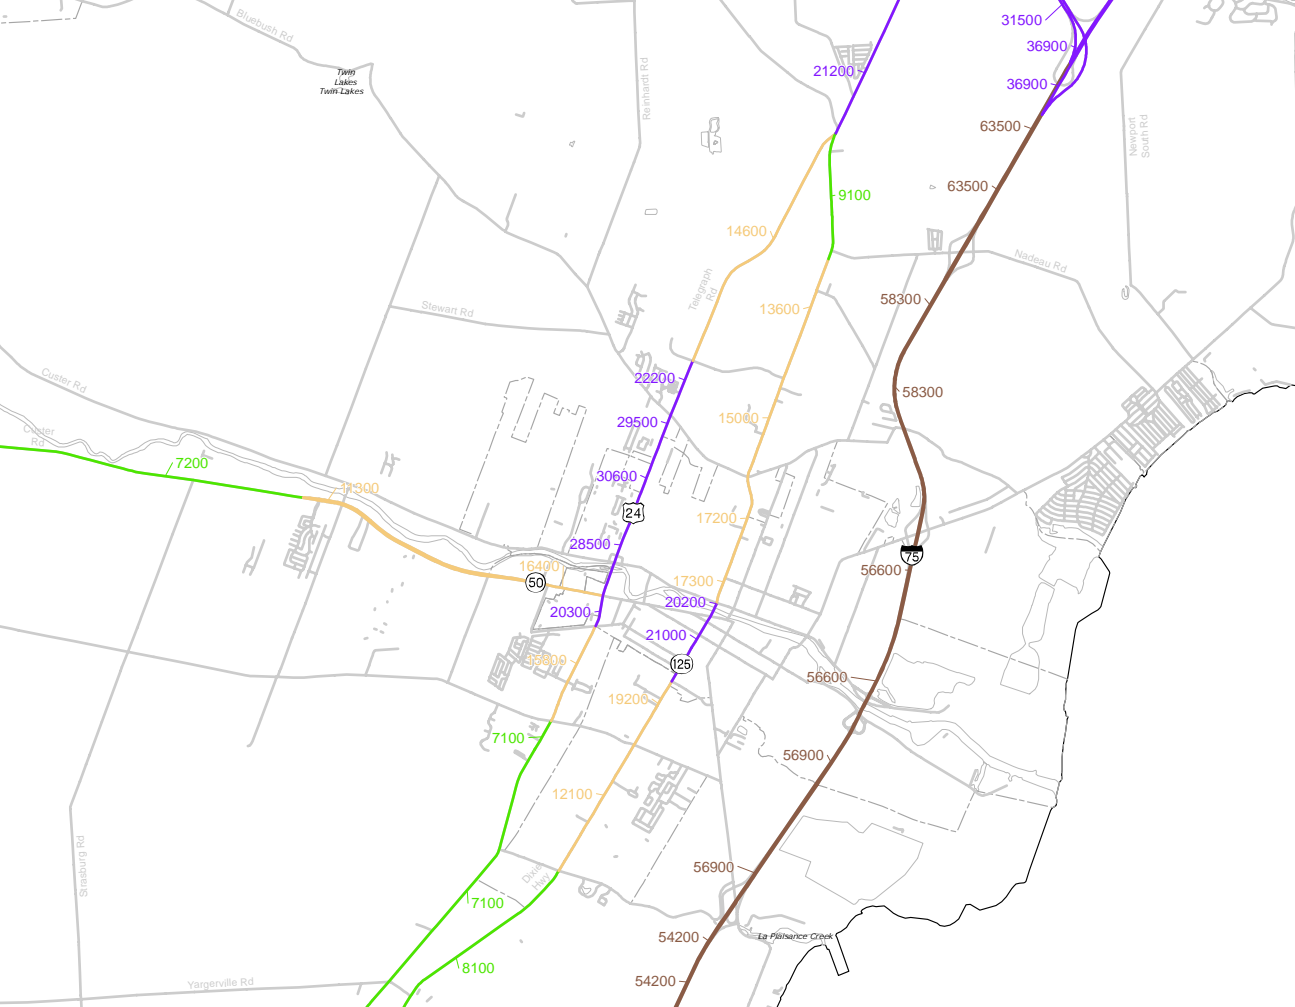 31500
Bluebush Rd
36900
Twin
Lakes
Twin Lakes
21200
36900
Reinhardt Rd
63500
Newport
South Rd
63500
9100
14600
Nadeau Rd
Telegraph
Rd
58300
Stewart Rd
13600
22200
Custer Rd
58300
29500
15000
Custer
Rd
7200
30600
11300
24
17200
28500
75
16400
56600
50
17300
20200
20300
21000
125
56600
19200
7100
56900
12100
Strasburg Rd
56900
Dixie
Hwy
7100
La Plaisance Creek
54200
8100
Yargerville Rd
54200